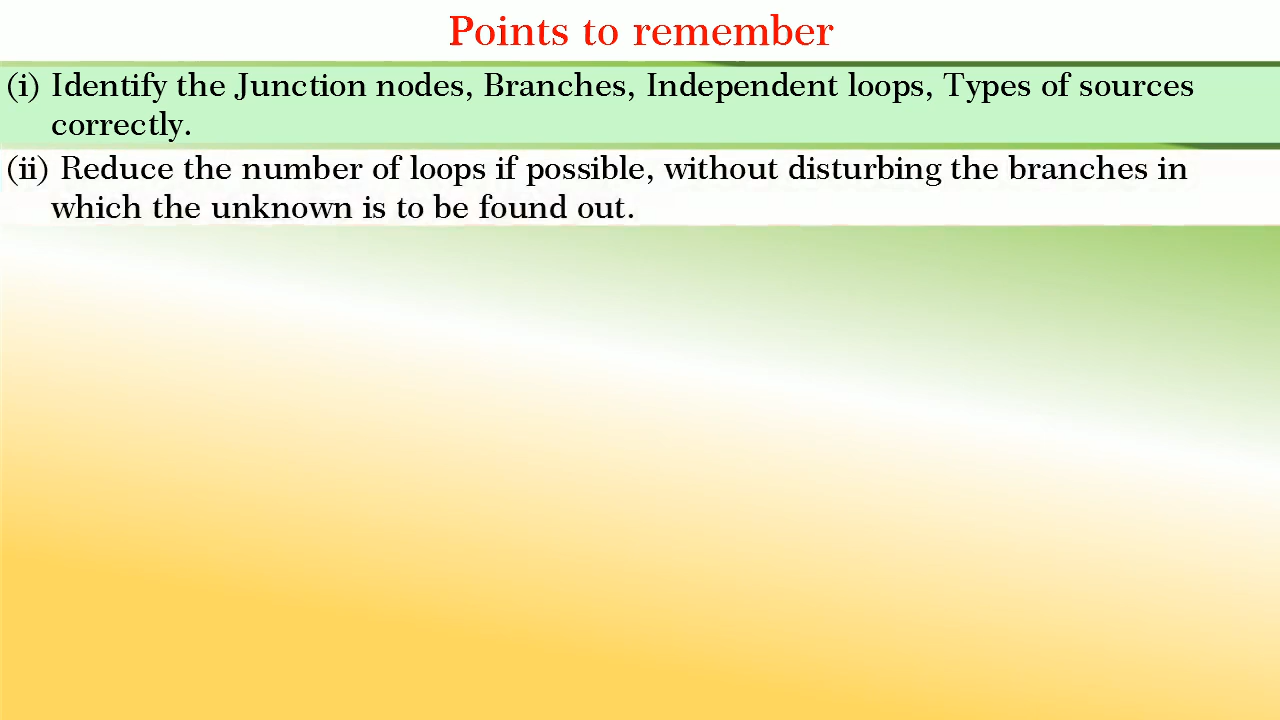 Points to remember
(i) Identify the Junction nodes, Branches, Independent loops, Types of sources
correctly.
(ii) Reduce the number of loops if possible, without disturbing the branches in
which the unknown is to be found out.